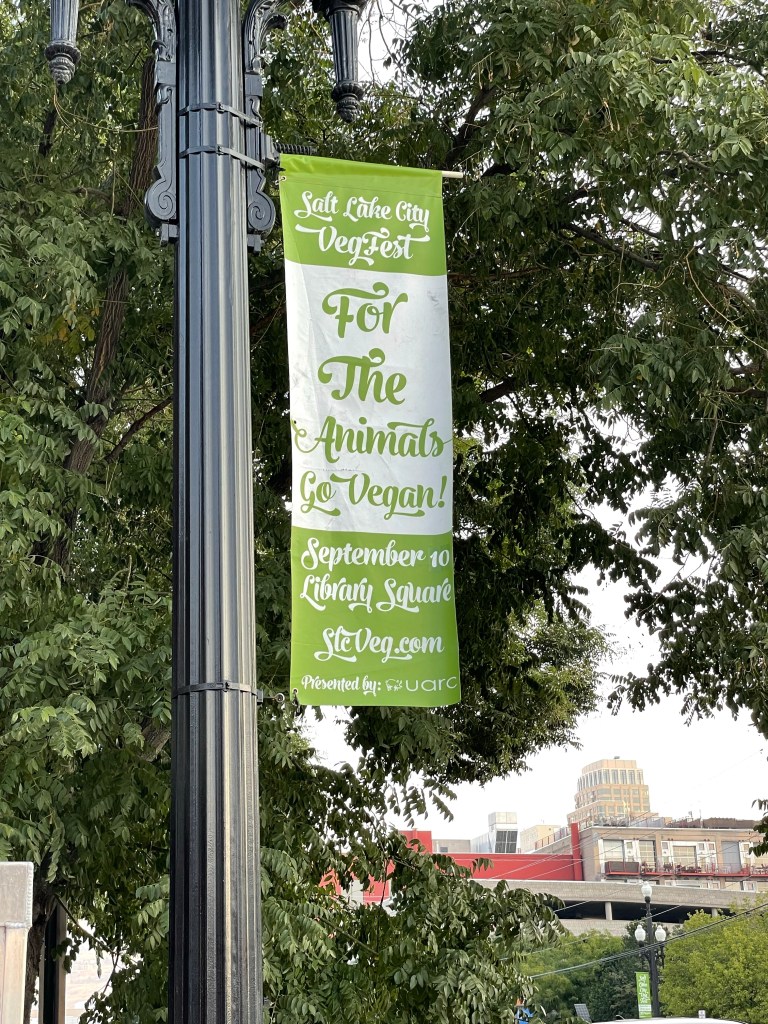 Salt Lake City
VegFest
For
The
Animals
Go Vegan!
September 10
Library Square
SlcVeg.com
Presented by: uarc